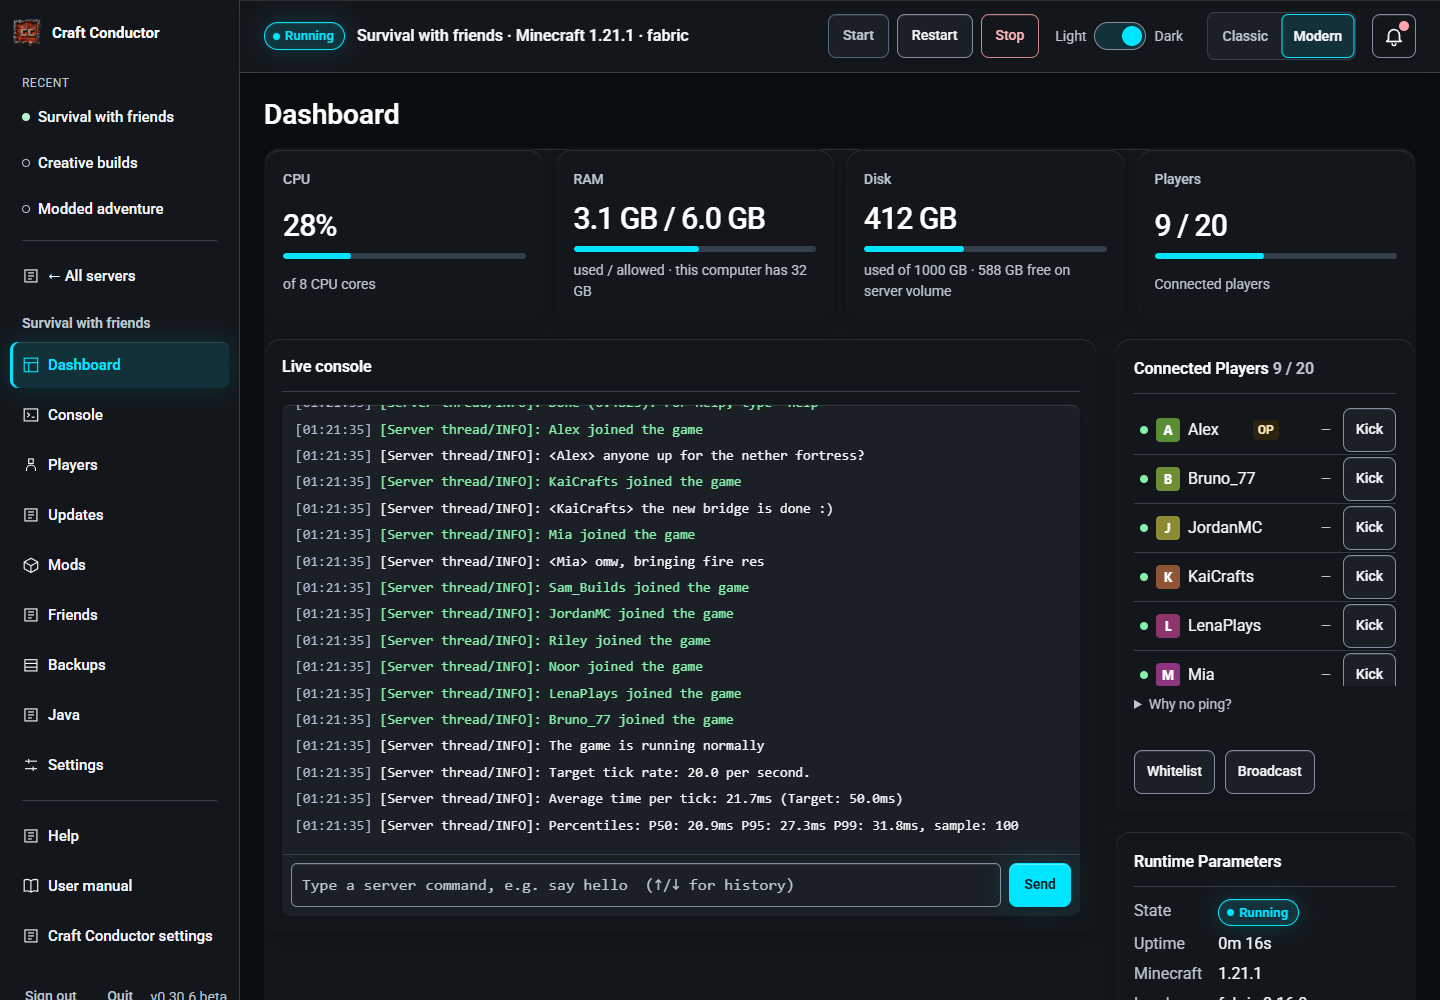 Craft Conductor
RECENT
Survival with friends
Creative builds
Modded adventure
← All servers
Survival with friends
Dashboard
Console
Players
Updates
Mods
Friends
Backups
Java
Settings
Help
User manual
Craft Conductor settings
Sign out Quit v0.30.6 beta
Running Survival with friends · Minecraft 1.21.1 · fabric
Start Restart Stop Light Dark Classic Modern
Dashboard
CPU
28%
of 8 CPU cores
RAM
3.1 GB / 6.0 GB
used / allowed · this computer has 32
GB
Disk
412 GB
used of 1000 GB · 588 GB free on
server volume
Players
9 / 20
Connected players
Live console
[01:21:35] [Server thread/INFO]: Alex joined the game
[01:21:35] [Server thread/INFO]: <Alex> anyone up for the nether fortress?
[01:21:35] [Server thread/INFO]: KaiCrafts joined the game
[01:21:35] [Server thread/INFO]: <KaiCrafts> the new bridge is done :)
[01:21:35] [Server thread/INFO]: Mia joined the game
[01:21:35] [Server thread/INFO]: <Mia> omw, bringing fire res
[01:21:35] [Server thread/INFO]: Sam_Builds joined the game
[01:21:35] [Server thread/INFO]: JordanMC joined the game
[01:21:35] [Server thread/INFO]: Riley joined the game
[01:21:35] [Server thread/INFO]: Noor joined the game
[01:21:35] [Server thread/INFO]: LenaPlays joined the game
[01:21:35] [Server thread/INFO]: Bruno_77 joined the game
[01:21:35] [Server thread/INFO]: The game is running normally
[01:21:35] [Server thread/INFO]: Target tick rate: 20.0 per second.
[01:21:35] [Server thread/INFO]: Average time per tick: 21.7ms (Target: 50.0ms)
[01:21:35] [Server thread/INFO]: Percentiles: P50: 20.9ms P95: 27.3ms P99: 31.8ms, sample: 100
Type a server command, e.g. say hello (↑/↓ for history)
Send
Connected Players 9 / 20
A Alex OP — Kick
B Bruno_77 — Kick
J JordanMC — Kick
K KaiCrafts — Kick
L LenaPlays — Kick
M Mia — Kick
Why no ping?
Whitelist Broadcast
Runtime Parameters
State Running
Uptime 0m 16s
Minecraft 1.21.1